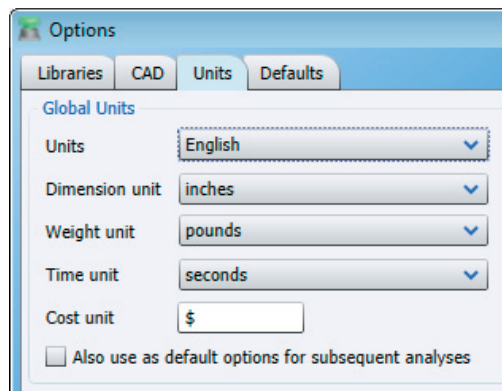 Options
Libraries CAD Units Defaults
Global Units
Units English
Dimension unit inches
Weight unit pounds
Time unit seconds
Cost unit $
Also use as default options for subsequent analyses